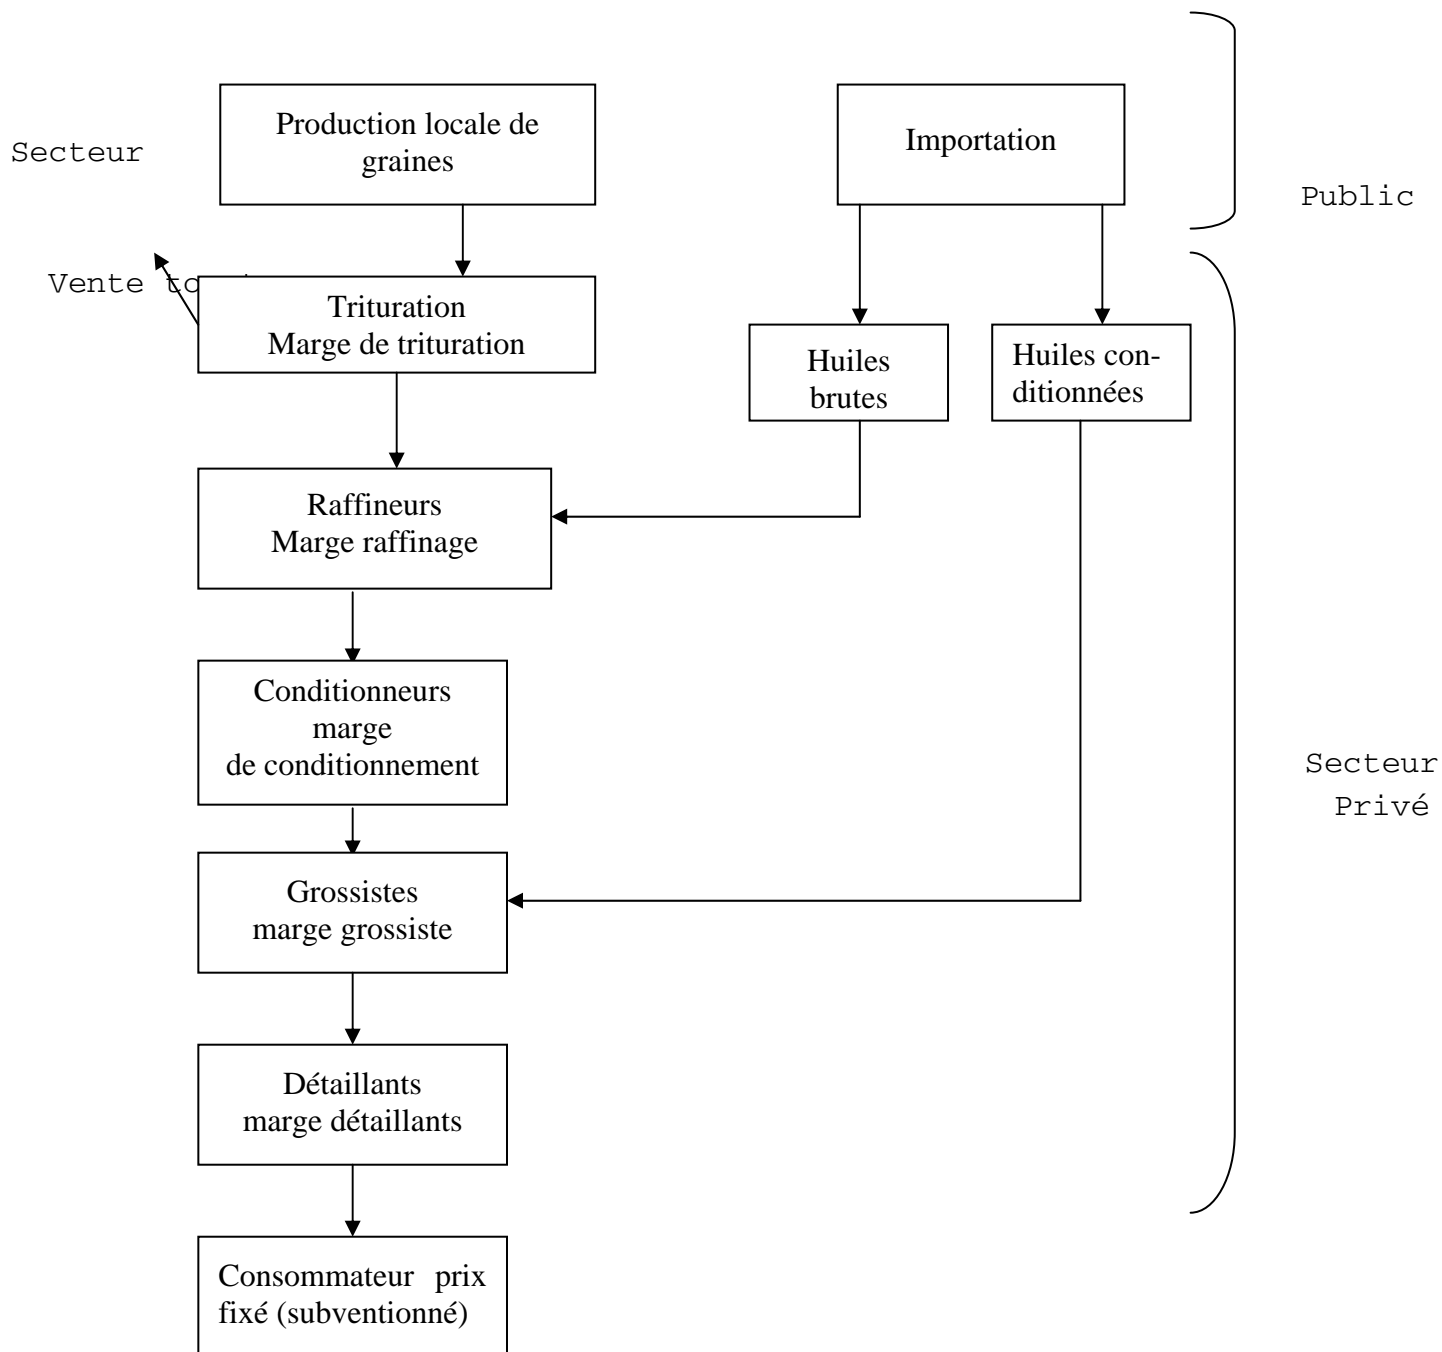 Production locale de
graines
Importation
Secteur
Public
Vente
Trituration
Marge de trituration
Huiles
brutes
Huiles con-
ditionnées
Raffineurs
Marge raffinage
Conditionneurs
marge
de conditionnement
Secteur
Privé
Grossistes
marge grossiste
Détaillants
marge détaillants
Consommateur prix
fixé (subventionné)